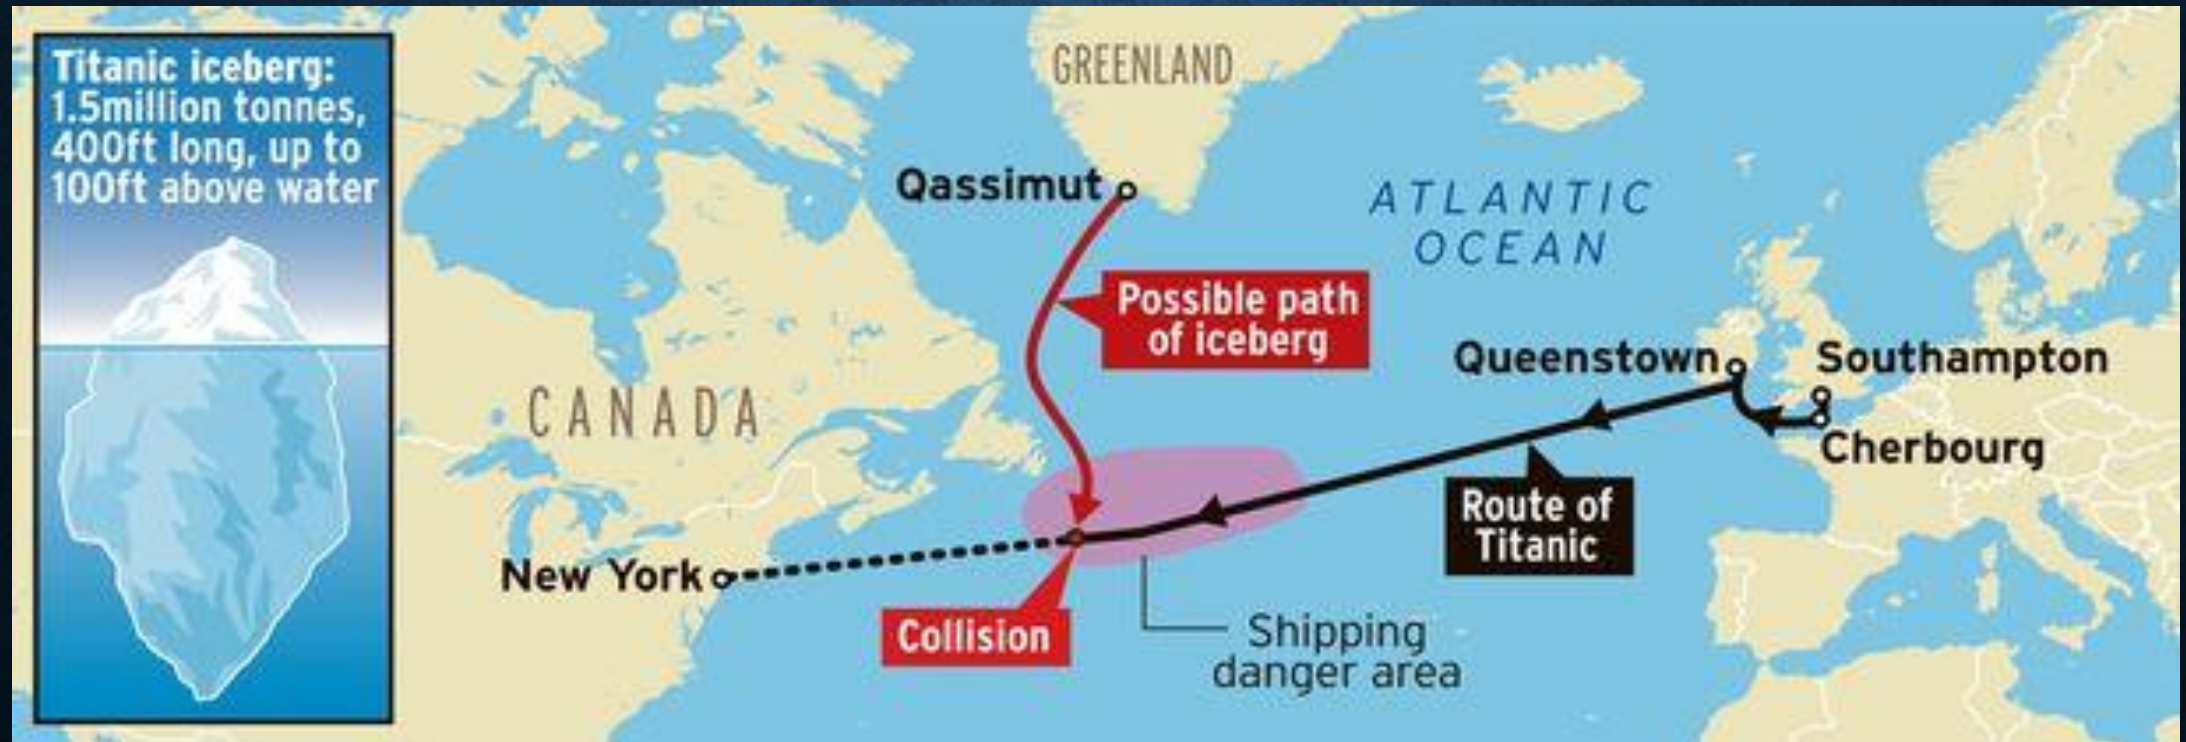 Titanic iceberg:
1.5million tonnes,
400ft long, up to
100ft above water
GREENLAND
Qassimut
ATLANTIC
OCEAN
Possible path
of iceberg
Queenstown
Southampton
CANADA
Cherbourg
Route of
Titanic
New York
Collision
Shipping
danger area